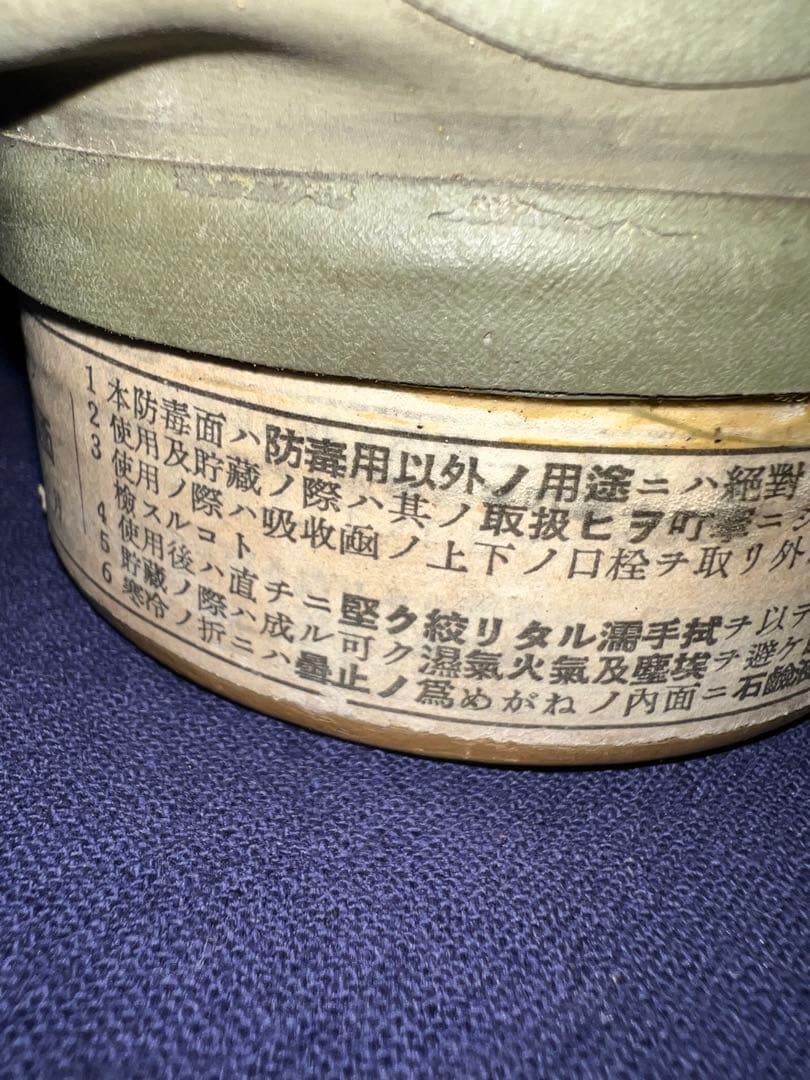 1 本防毒面ハ防毒用以外ノ用途ニハ絕對
2 使用及貯藏ノ際ハ其ノ取扱ヒヲ叮寧ニ
3 使用ノ際ハ吸收凾ノ上下ノ口栓ヲ取リ外
檢スルコト
4 使用後ハ直チニ堅ク絞リタル濡手拭ヲ以テ
5 貯藏ノ際ハ成ル可ク濕氣火氣及塵埃ヲ避ケ
6 寒冷ノ折ニハ曇止ノ爲めがねノ內面ニ石鹼